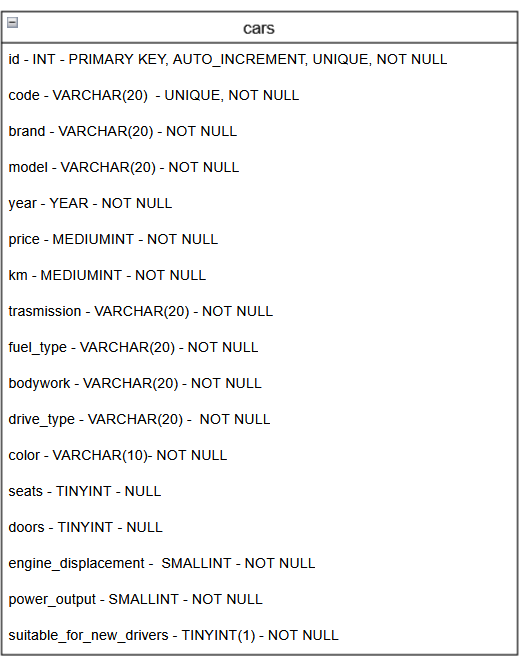 cars
id - INT - PRIMARY KEY, AUTO_INCREMENT, UNIQUE, NOT NULL
code - VARCHAR(20)  - UNIQUE, NOT NULL
brand - VARCHAR(20) - NOT NULL
model - VARCHAR(20) - NOT NULL
year - YEAR - NOT NULL
price - MEDIUMINT - NOT NULL
km - MEDIUMINT - NOT NULL
trasmission - VARCHAR(20) - NOT NULL
fuel_type - VARCHAR(20) - NOT NULL
bodywork - VARCHAR(20) - NOT NULL
drive_type - VARCHAR(20) -  NOT NULL
color - VARCHAR(10)- NOT NULL
seats - TINYINT - NULL
doors - TINYINT - NULL
engine_displacement -  SMALLINT - NOT NULL
power_output - SMALLINT - NOT NULL
suitable_for_new_drivers - TINYINT(1) - NOT NULL